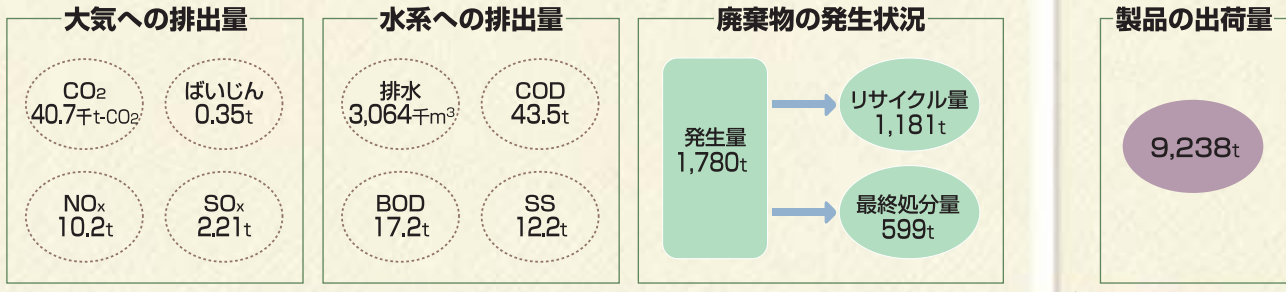 大気への排出量
CO₂
40.7千t-CO₂
ばいじん
0.35t
NOx
10.2t
SOx
2.21t
水系への排出量
排水
3,064千m³
COD
43.5t
BOD
17.2t
SS
12.2t
廃棄物の発生状況
発生量
1,780t
リサイクル量
1,181t
最終処分量
599t
製品の出荷量
9,238t